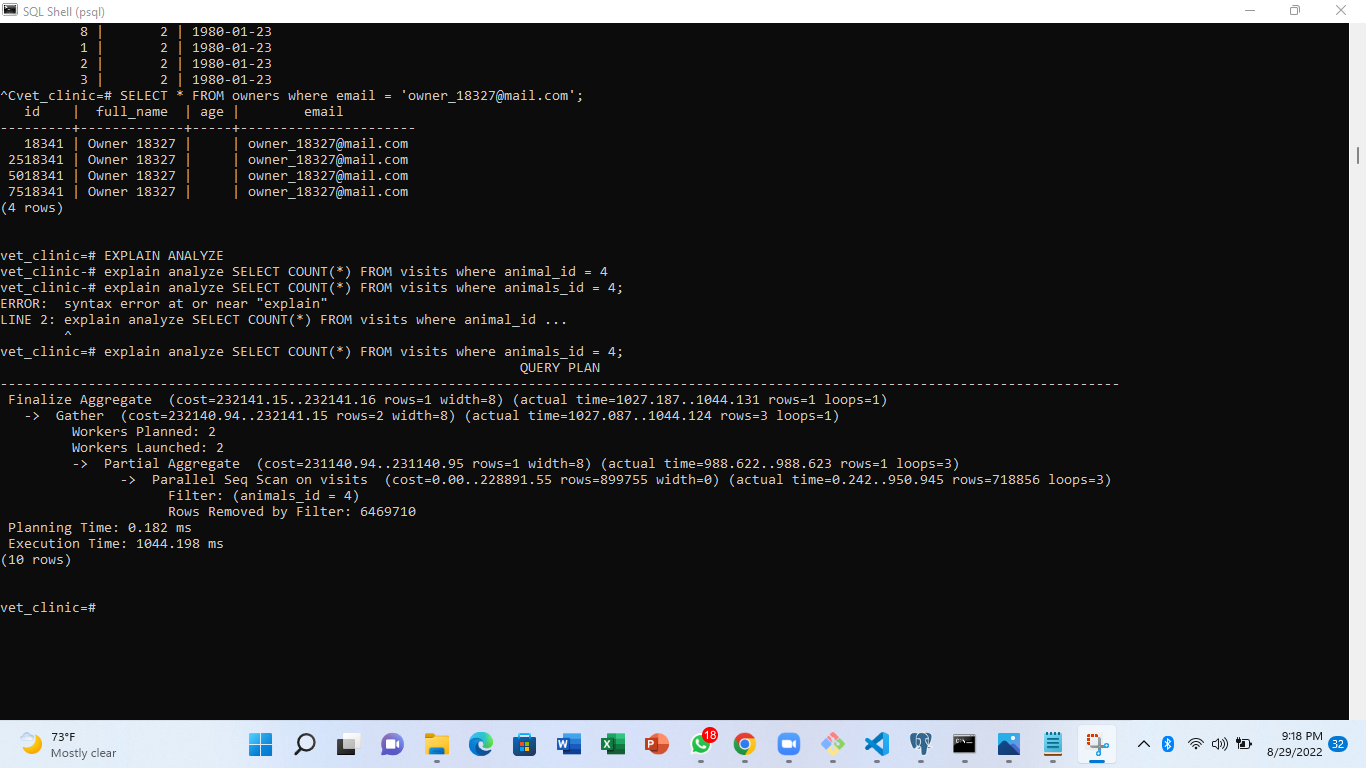 SQL Shell (psql)
8 | 2 | 1980-01-23
1 | 2 | 1980-01-23
2 | 2 | 1980-01-23
3 | 2 | 1980-01-23
^Cvet_clinic=# SELECT * FROM owners where email = 'owner_18327@mail.com';
id | full_name | age | email
---------+-------------+-----+----------------------
18341 | Owner 18327 | | owner_18327@mail.com
2518341 | Owner 18327 | | owner_18327@mail.com
5018341 | Owner 18327 | | owner_18327@mail.com
7518341 | Owner 18327 | | owner_18327@mail.com
(4 rows)
vet_clinic=# EXPLAIN ANALYZE
vet_clinic-# explain analyze SELECT COUNT(*) FROM visits where animal_id = 4
vet_clinic-# explain analyze SELECT COUNT(*) FROM visits where animals_id = 4;
ERROR:  syntax error at or near "explain"
LINE 2: explain analyze SELECT COUNT(*) FROM visits where animal_id ...
^
vet_clinic=# explain analyze SELECT COUNT(*) FROM visits where animals_id = 4;
QUERY PLAN
--------------------------------------------------------------------------------------------------------------------------------------------
Finalize Aggregate  (cost=232141.15..232141.16 rows=1 width=8) (actual time=1027.187..1044.131 rows=1 loops=1)
->  Gather  (cost=232140.94..232141.15 rows=2 width=8) (actual time=1027.087..1044.124 rows=3 loops=1)
Workers Planned: 2
Workers Launched: 2
->  Partial Aggregate  (cost=231140.94..231140.95 rows=1 width=8) (actual time=988.622..988.623 rows=1 loops=3)
->  Parallel Seq Scan on visits  (cost=0.00..228891.55 rows=899755 width=0) (actual time=0.242..950.945 rows=718856 loops=3)
Filter: (animals_id = 4)
Rows Removed by Filter: 6469710
Planning Time: 0.182 ms
Execution Time: 1044.198 ms
(10 rows)
vet_clinic=#
73°F
Mostly clear
W
X
P
18
9:18 PM
8/29/2022
32